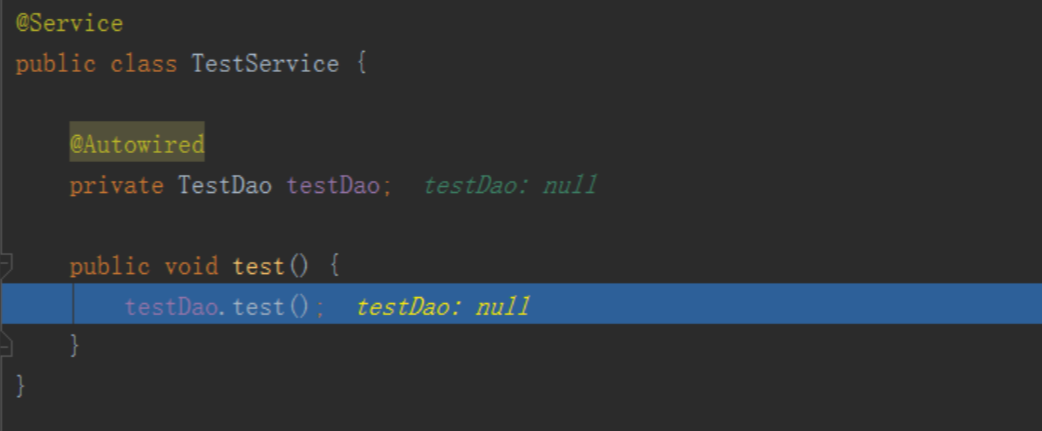 @Service
public class TestService {
@Autowired
private TestDao testDao; testDao: null
public void test() {
testDao.test(); testDao: null
}
}